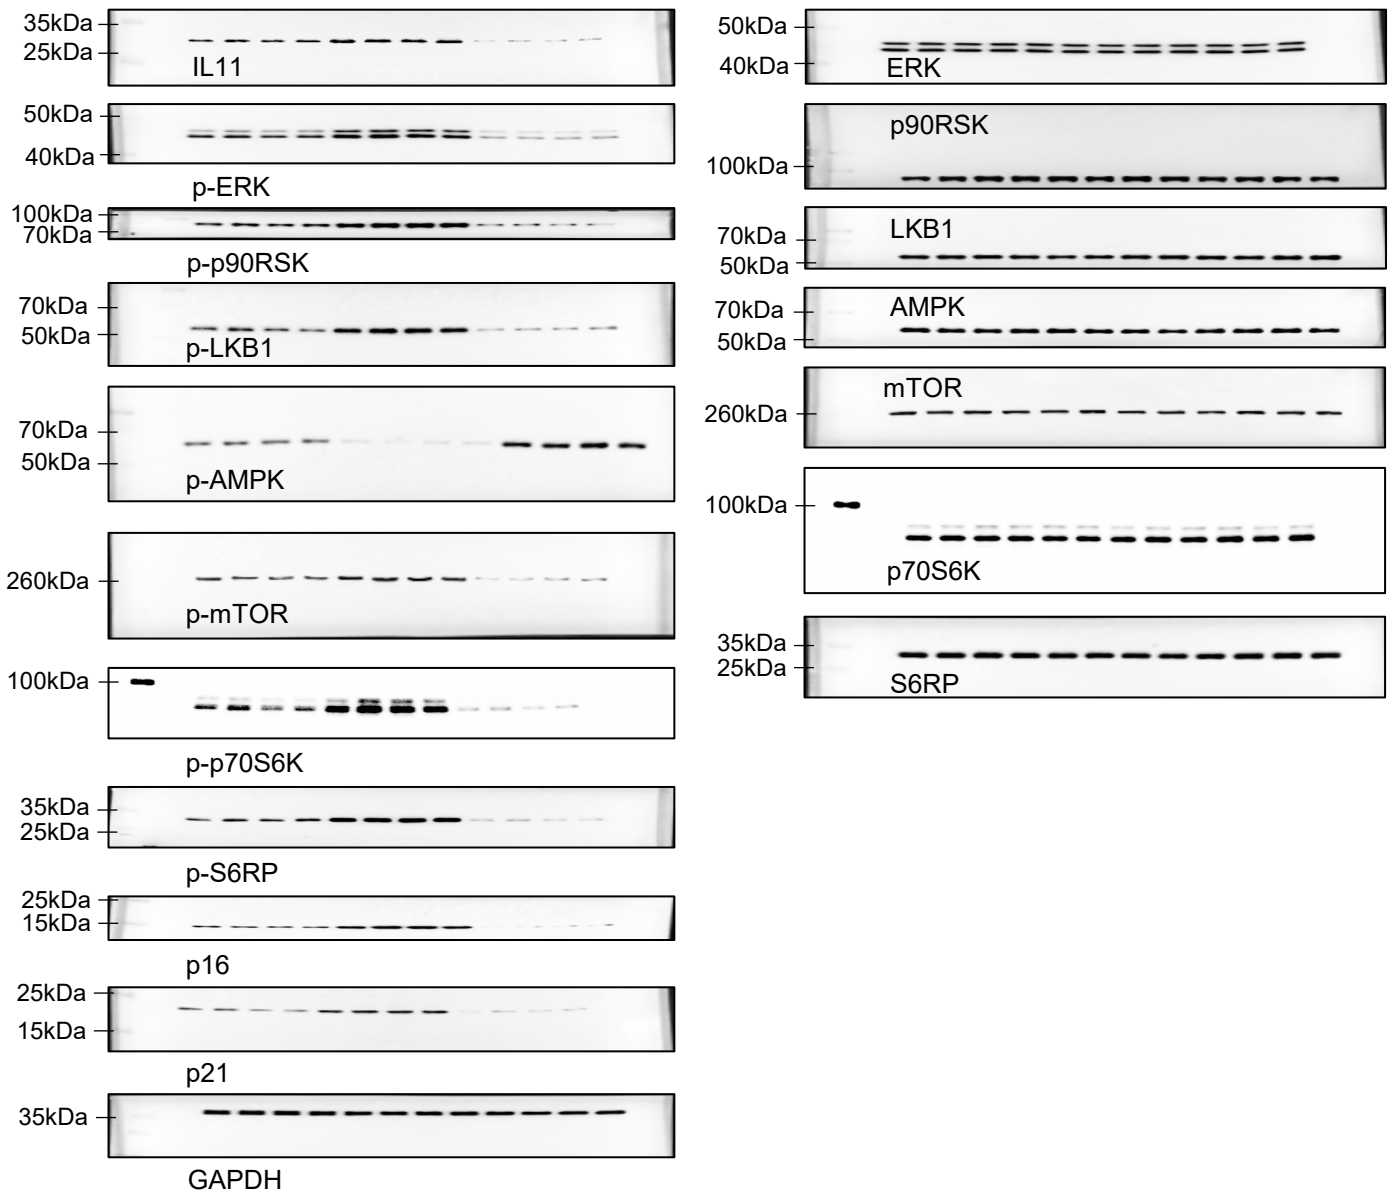 35kDa
25kDa
IL11
50kDa
40kDa
p-ERK
100kDa
70kDa
p-p90RSK
70kDa
50kDa
p-LKB1
70kDa
50kDa
p-AMPK
260kDa
p-mTOR
100kDa
p-p70S6K
35kDa
25kDa
p-S6RP
25kDa
15kDa
p16
25kDa
15kDa
p21
35kDa
GAPDH
50kDa
40kDa
ERK
p90RSK
100kDa
LKB1
70kDa
50kDa
AMPK
70kDa
50kDa
mTOR
260kDa
100kDa
p70S6K
35kDa
25kDa
S6RP